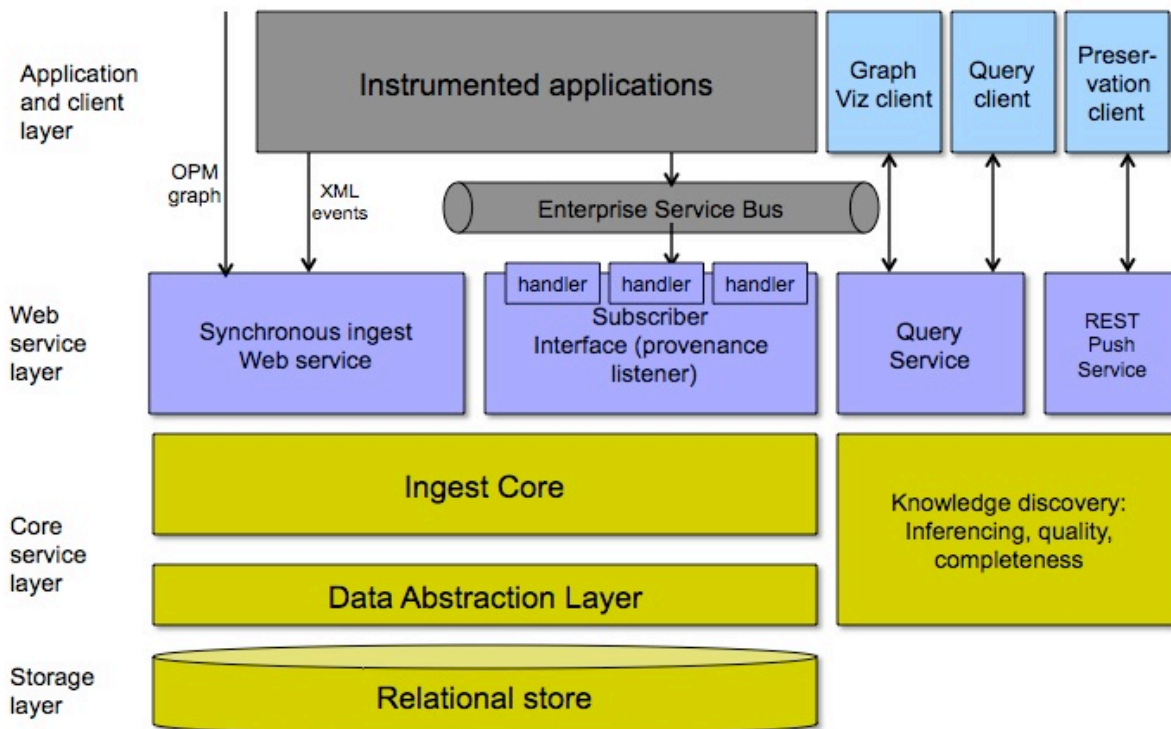 Application
and client
layer
Instrumented applications
Graph
Viz client
Query
client
Preser-
vation
client
OPM
graph
XML
events
Enterprise Service Bus
Web
service
layer
Synchronous ingest
Web service
handler
handler
handler
Subscriber
Interface (provenance
listener)
Query
Service
REST
Push
Service
Core
service
layer
Ingest Core
Knowledge discovery:
Inferencing, quality,
completeness
Data Abstraction Layer
Storage
layer
Relational store